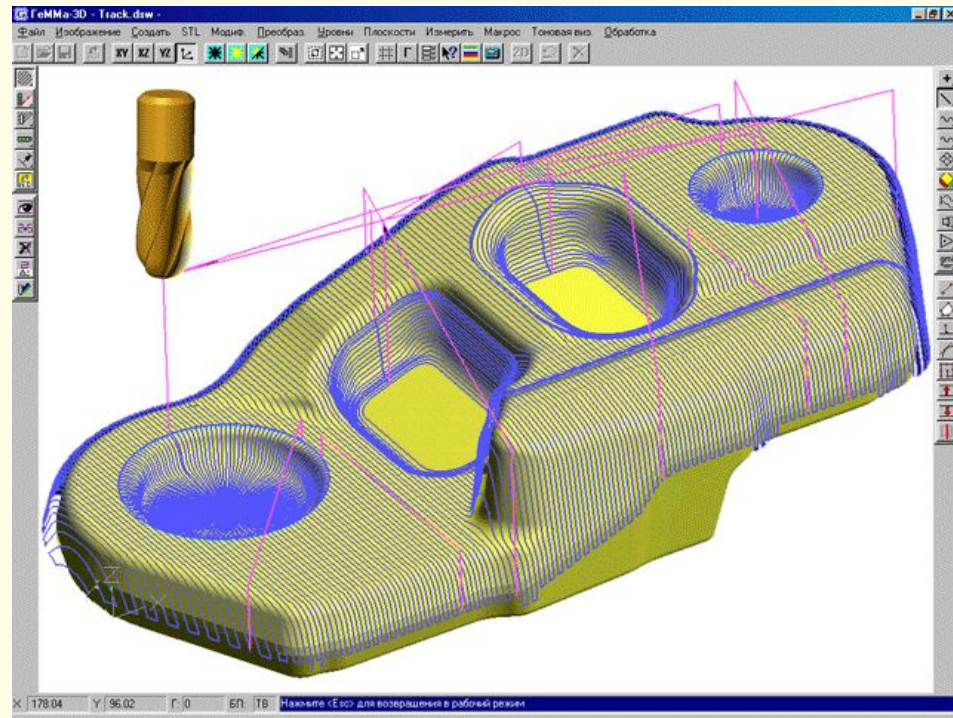 ГеММа-3D - Track.dsw -
Файл Изображение Создать STL Модиф. Преобраз. Уровни Плоскости Измерить Макрос Тоновая виз. Обработка
XY XZ YZ Г 2D
Z
X 178.04 Y 96.02 Г: 0 БП: ТВ Нажмите <Esc> для возвращения в рабочий режим